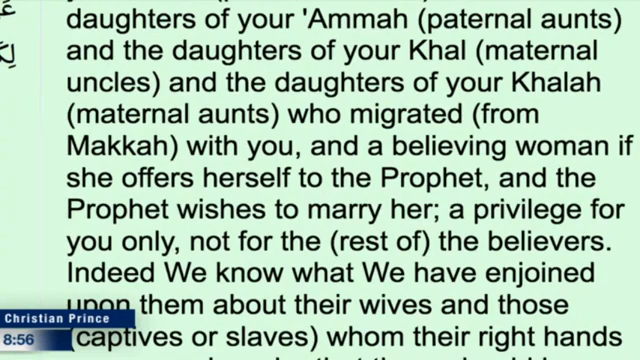 daughters of your 'Ammah (paternal aunts)
and the daughters of your Khal (maternal
uncles) and the daughters of your Khalah
(maternal aunts) who migrated (from
Makkah) with you, and a believing woman if
she offers herself to the Prophet, and the
Prophet wishes to marry her; a privilege for
you only, not for the (rest of) the believers.
Indeed We know what We have enjoined
upon them about their wives and those
(captives or slaves) whom their right hands
Christian Prince
8:56